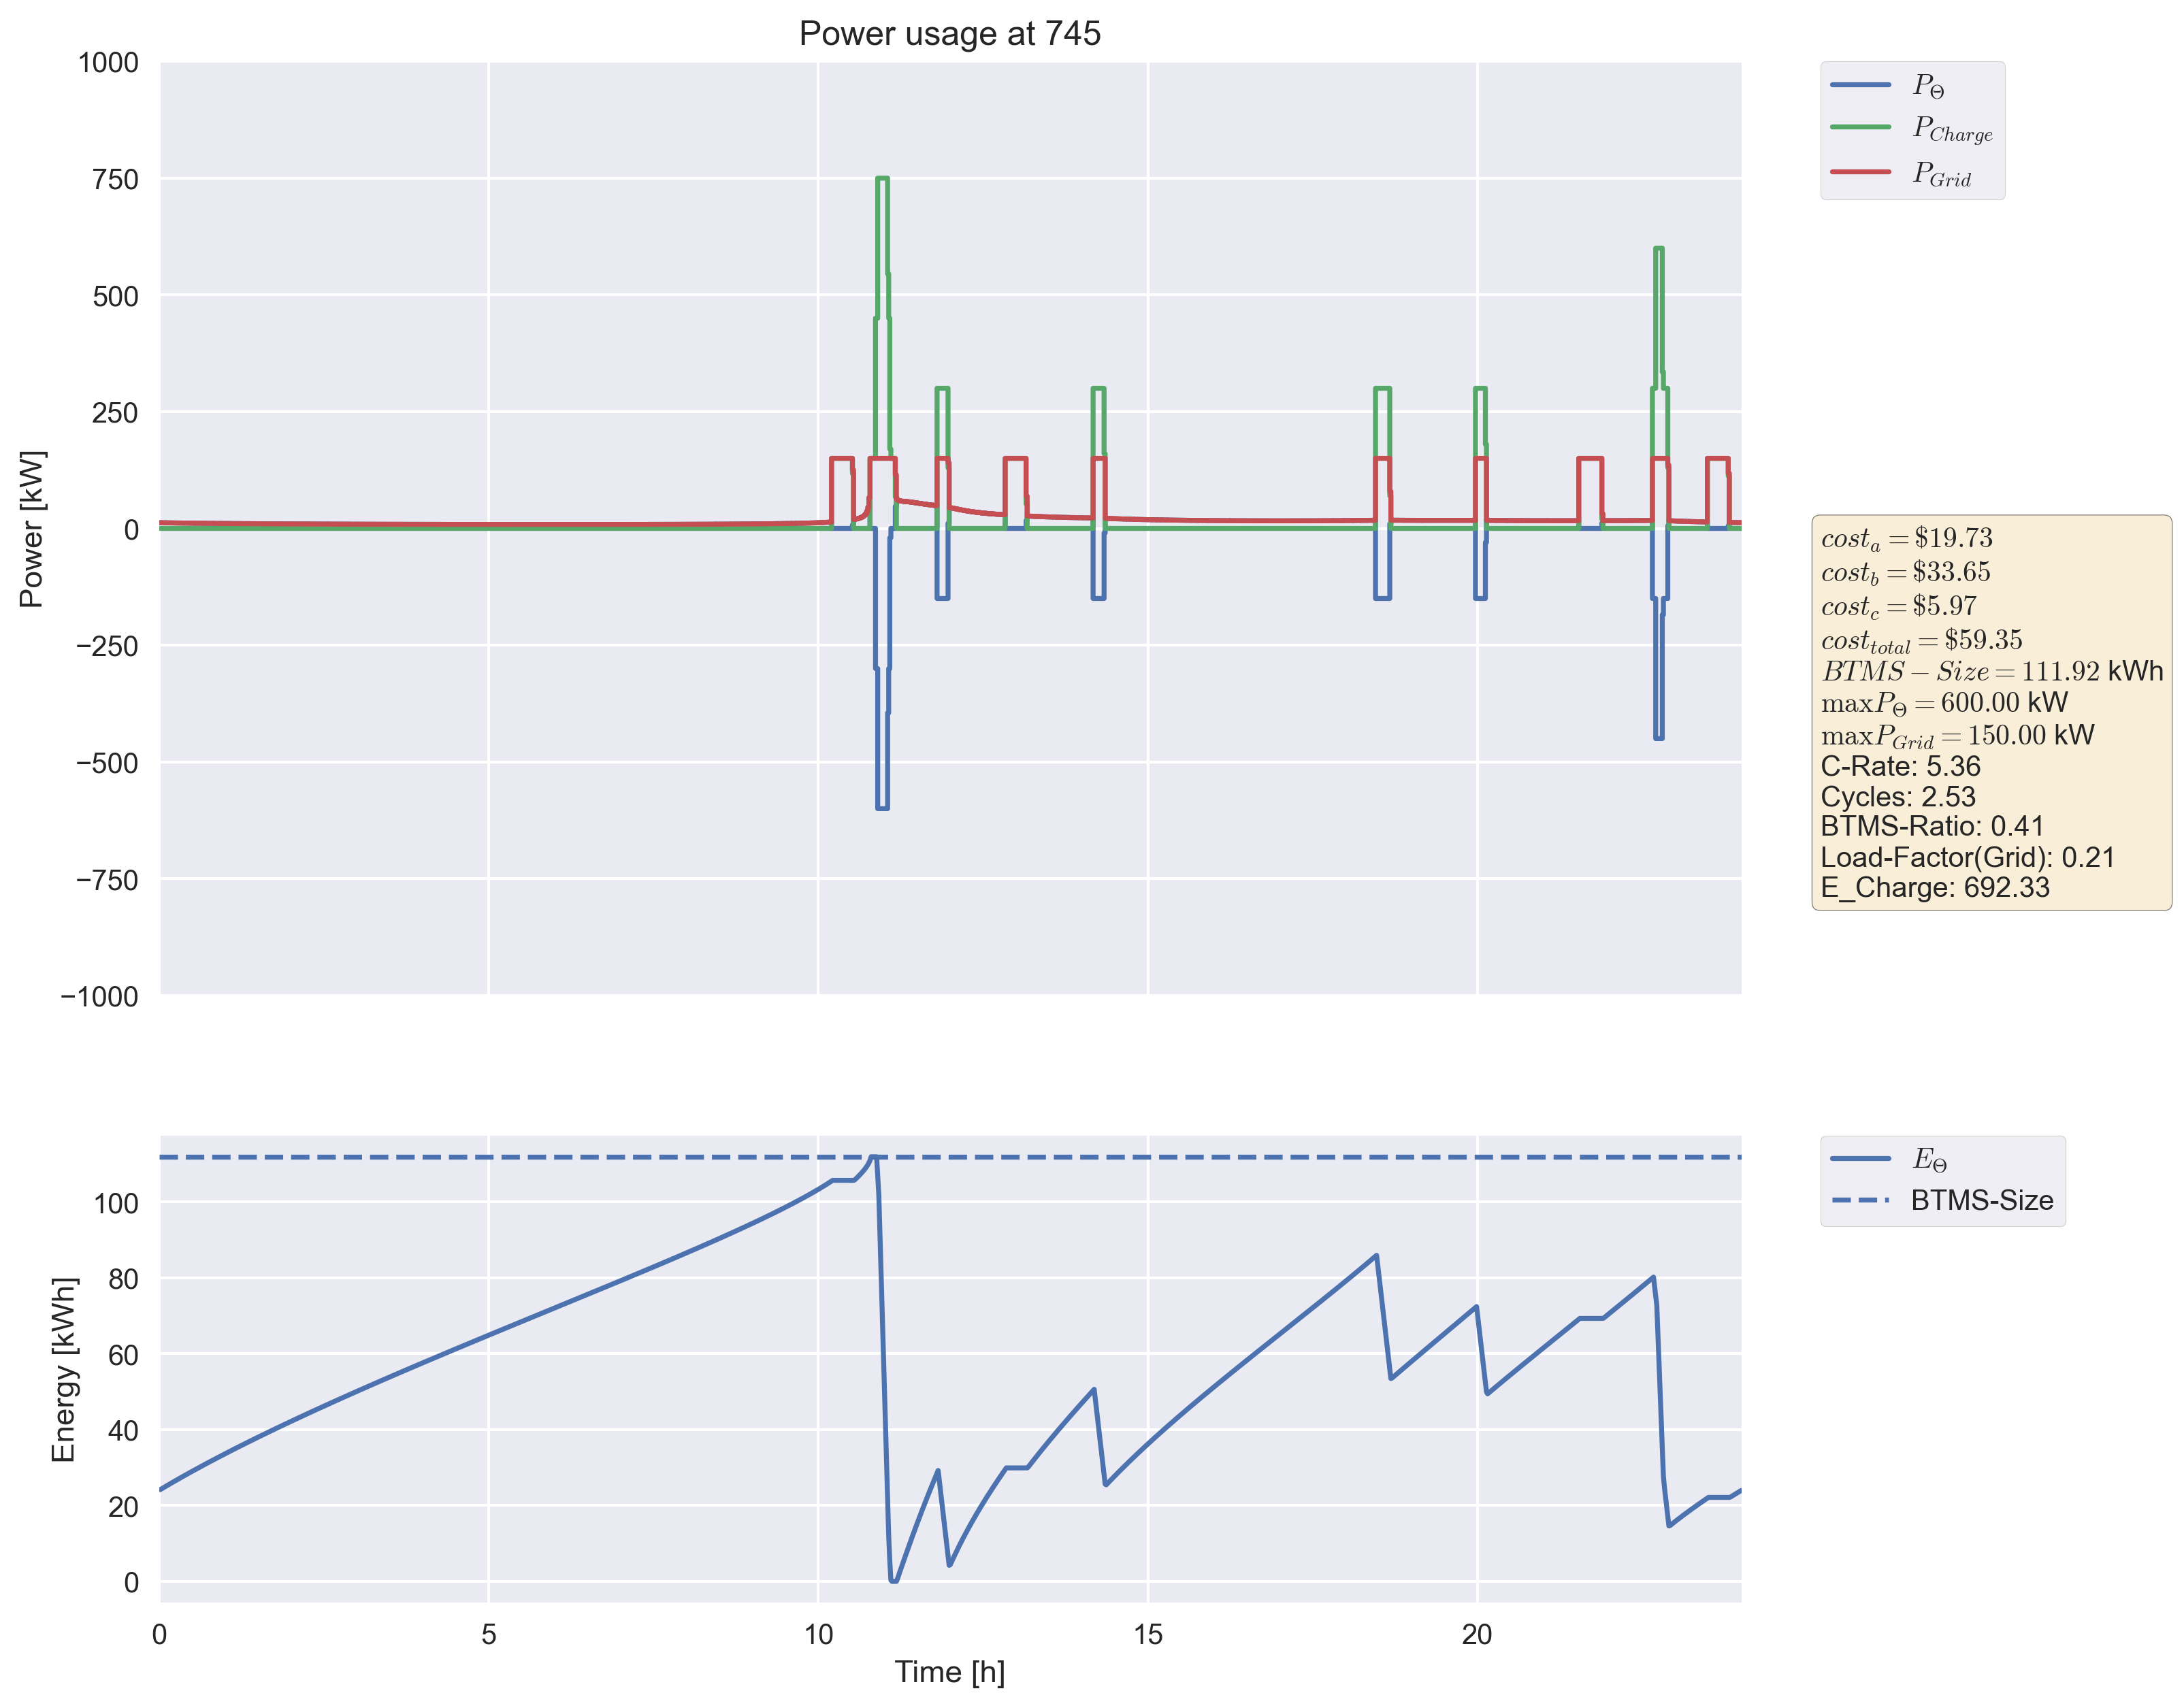 Power usage at 745
1000
750
500
250
0
−250
−500
−750
−1000
Power [kW]
P_Θ
P_Charge
P_Grid
cost_a = $19.73
cost_b = $33.65
cost_c = $5.97
cost_total = $59.35
BTMS − Size = 111.92 kWh
maxP_Θ = 600.00 kW
maxP_Grid = 150.00 kW
C-Rate: 5.36
Cycles: 2.53
BTMS-Ratio: 0.41
Load-Factor(Grid): 0.21
E_Charge: 692.33
100
80
60
40
20
0
Energy [kWh]
E_Θ
BTMS-Size
0 5 10 15 20
Time [h]